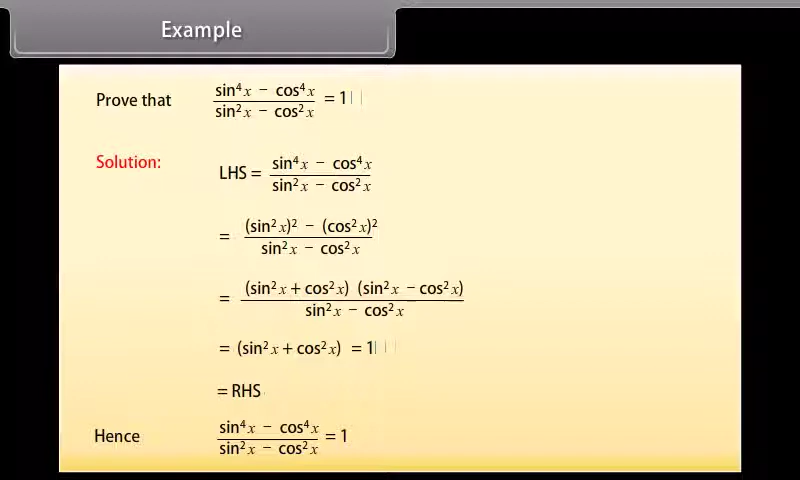 Example
Prove that (sin⁴x − cos⁴x)/(sin²x − cos²x) = 1
Solution:
LHS = (sin⁴x − cos⁴x)/(sin²x − cos²x)
= ((sin²x)² − (cos²x)²)/(sin²x − cos²x)
= ((sin²x + cos²x) (sin²x − cos²x))/(sin²x − cos²x)
= (sin²x + cos²x) = 1
= RHS
Hence (sin⁴x − cos⁴x)/(sin²x − cos²x) = 1